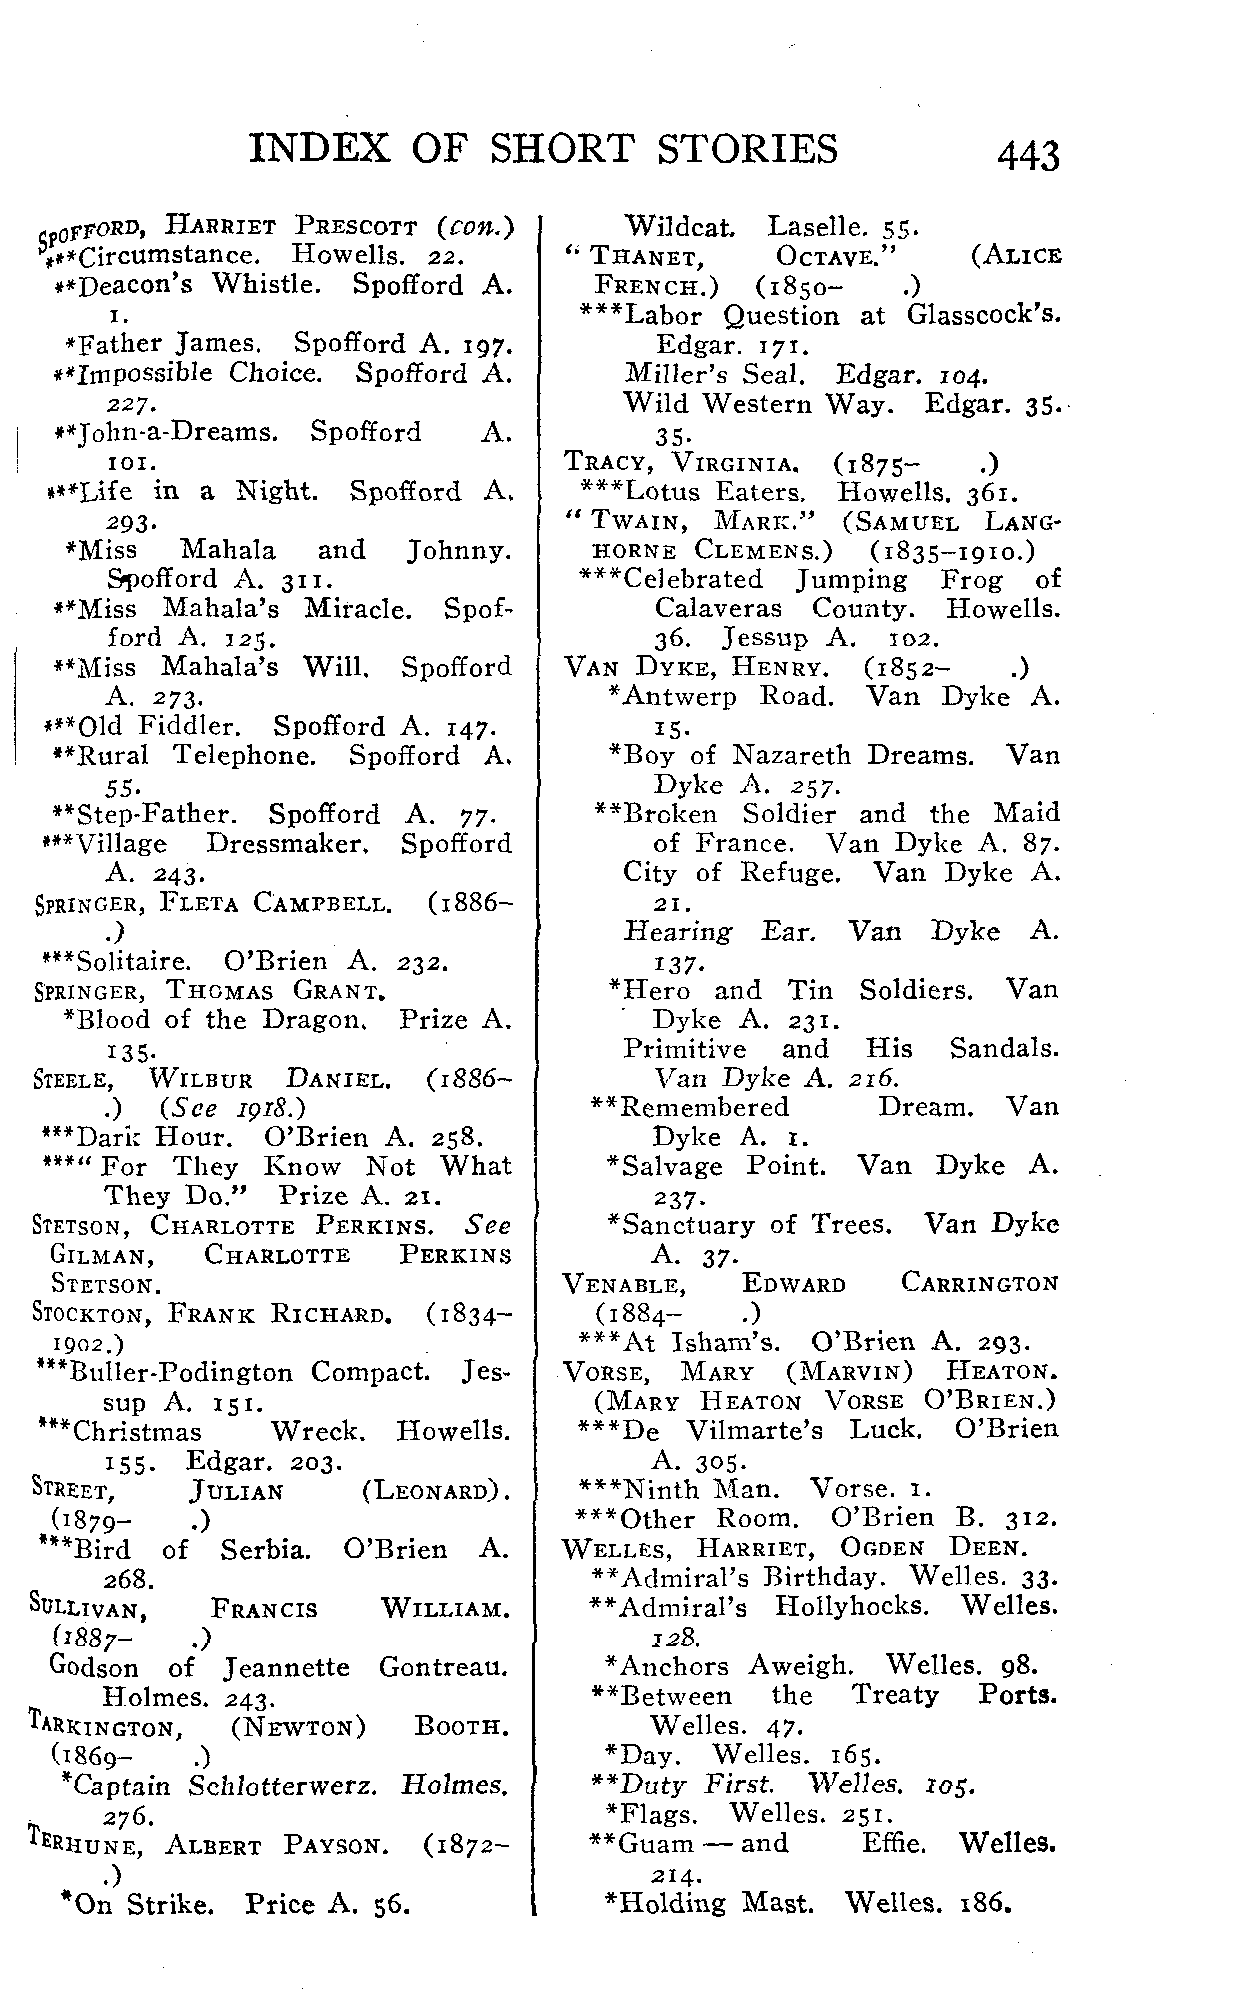 INDEX OF SHORT STORIES 443
SPOFFORD, HARRIET PRESCOTT (con.)
***Circumstance. Howells. 22.
**Deacon's Whistle. Spofford A.
1.
*Father James. Spofford A. 197.
**Impossible Choice. Spofford A.
227.
**John-a-Dreams. Spofford A.
101.
***Life in a Night. Spofford A.
293.
*Miss Mahala and Johnny.
Spofford A. 311.
**Miss Mahala's Miracle. Spof-
ford A. 125.
**Miss Mahala's Will. Spofford
A. 273.
***Old Fiddler. Spofford A. 147.
**Rural Telephone. Spofford A.
55.
**Step-Father. Spofford A. 77.
***Village Dressmaker. Spofford
A. 243.
SPRINGER, FLETA CAMPBELL. (1886–
.)
***Solitaire. O'Brien A. 232.
SPRINGER, THOMAS GRANT.
*Blood of the Dragon. Prize A.
135.
STEELE, WILBUR DANIEL. (1886–
.) (See 1918.)
***Dark Hour. O'Brien A. 258.
***"For They Know Not What
They Do." Prize A. 21.
STETSON, CHARLOTTE PERKINS. See
GILMAN, CHARLOTTE PERKINS
STETSON.
STOCKTON, FRANK RICHARD. (1834–
1902.)
***Buller-Podington Compact. Jes-
sup A. 151.
***Christmas Wreck. Howells.
155. Edgar. 203.
STREET, JULIAN (LEONARD).
(1879– .)
***Bird of Serbia. O'Brien A.
268.
SULLIVAN, FRANCIS WILLIAM.
(1887– .)
Godson of Jeannette Gontreau.
Holmes. 243.
TARKINGTON, (NEWTON) BOOTH.
(1869– .)
*Captain Schlotterwerz. Holmes.
276.
TERHUNE, ALBERT PAYSON. (1872–
.)
*On Strike. Price A. 56.
Wildcat. Laselle. 55.
"THANET, OCTAVE." (ALICE
FRENCH.) (1850– .)
***Labor Question at Glasscock's.
Edgar. 171.
Miller's Seal. Edgar. 104.
Wild Western Way. Edgar. 35.
35.
TRACY, VIRGINIA. (1875– .)
***Lotus Eaters. Howells. 361.
"TWAIN, MARK." (SAMUEL LANG-
HORNE CLEMENS.) (1835–1910.)
***Celebrated Jumping Frog of
Calaveras County. Howells.
36. Jessup A. 102.
VAN DYKE, HENRY. (1852– .)
*Antwerp Road. Van Dyke A.
15.
*Boy of Nazareth Dreams. Van
Dyke A. 257.
**Broken Soldier and the Maid
of France. Van Dyke A. 87.
City of Refuge. Van Dyke A.
21.
Hearing Ear. Van Dyke A.
137.
*Hero and Tin Soldiers. Van
Dyke A. 231.
Primitive and His Sandals.
Van Dyke A. 216.
**Remembered Dream. Van
Dyke A. 1.
*Salvage Point. Van Dyke A.
237.
*Sanctuary of Trees. Van Dyke
A. 37.
VENABLE, EDWARD CARRINGTON
(1884– .)
***At Isham's. O'Brien A. 293.
VORSE, MARY (MARVIN) HEATON.
(MARY HEATON VORSE O'BRIEN.)
***De Vilmarte's Luck. O'Brien
A. 305.
***Ninth Man. Vorse. 1.
***Other Room. O'Brien B. 312.
WELLES, HARRIET, OGDEN DEEN.
**Admiral's Birthday. Welles. 33.
**Admiral's Hollyhocks. Welles.
128.
*Anchors Aweigh. Welles. 98.
**Between the Treaty Ports.
Welles. 47.
*Day. Welles. 165.
**Duty First. Welles. 105.
*Flags. Welles. 251.
**Guam — and Effie. Welles.
214.
*Holding Mast. Welles. 186.